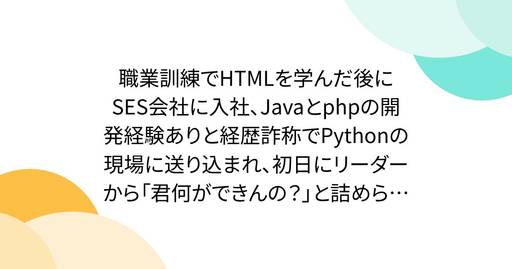 職業訓練でHTMLを学んだ後に
SES会社に入社、Javaとphpの開
発経験ありと経歴詐称でPythonの
現場に送り込まれ、初日にリーダー
から「君何ができんの？」と詰めら…